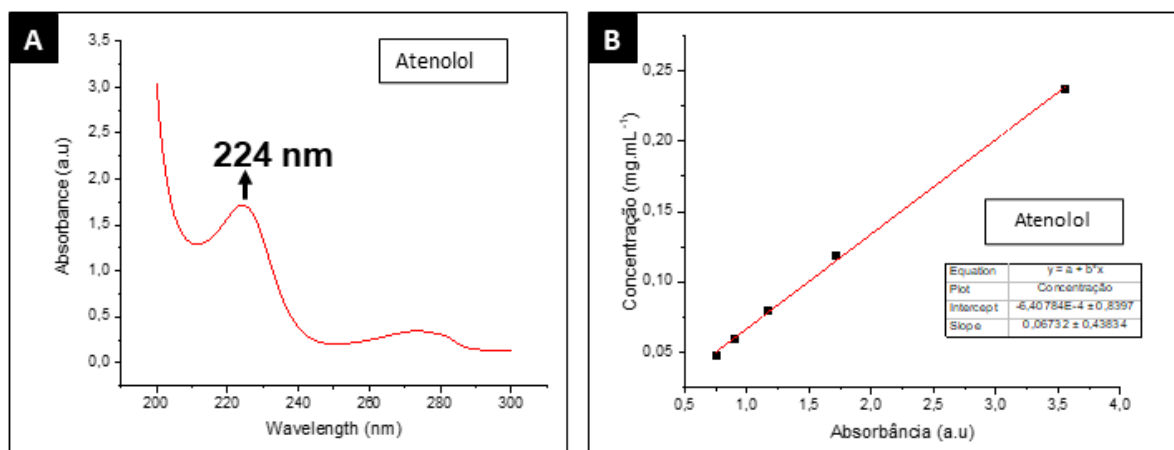 A
Atenolol
224 nm
3,5
3,0
2,5
2,0
1,5
1,0
0,5
0,0
Absorbance (a.u)
200 220 240 260 280 300
Wavelength (nm)
B
0,25
0,20
0,15
0,10
0,05
Concentração (mg.mL⁻¹)
Atenolol
Equation y = a + b*x
Plot Concentração
Intercept -6,40784E-4 ± 0,8397
Slope 0,06732 ± 0,43834
0,5 1,0 1,5 2,0 2,5 3,0 3,5 4,0
Absorbância (a.u)